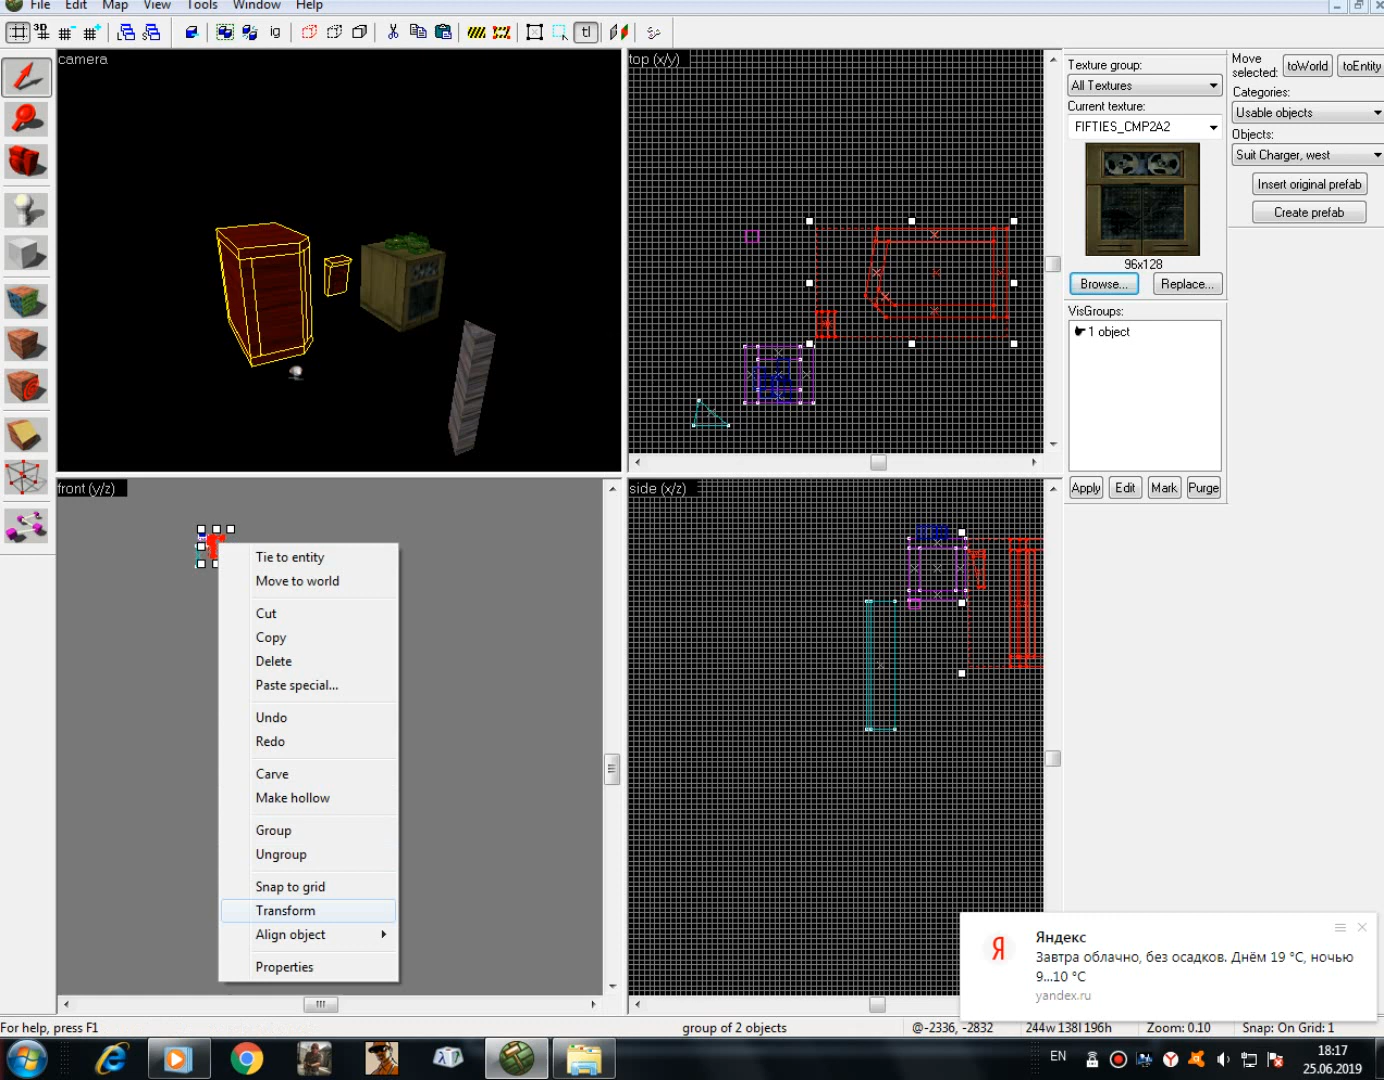 File Edit Map View Tools Window Help
3D
ig
tl
camera
top (x/y)
front (y/z)
side (x/z)
Tie to entity
Move to world
Cut
Copy
Delete
Paste special...
Undo
Redo
Carve
Make hollow
Group
Ungroup
Snap to grid
Transform
Align object
Properties
Texture group:
All Textures
Current texture:
FIFTIES_CMP2A2
96x128
Browse...
Replace...
VisGroups:
1 object
Apply Edit Mark Purge
Move
selected:
toWorld
toEntity
Categories:
Usable objects
Objects:
Suit Charger, west
Insert original prefab
Create prefab
Я
Яндекс
Завтра облачно, без осадков. Днём 19 °C, ночью
9...10 °C
yandex.ru
For help, press F1
group of 2 objects
@-2336, -2832
244w 138l 196h
Zoom: 0.10
Snap: On Grid: 1
EN
18:17
25.06.2019